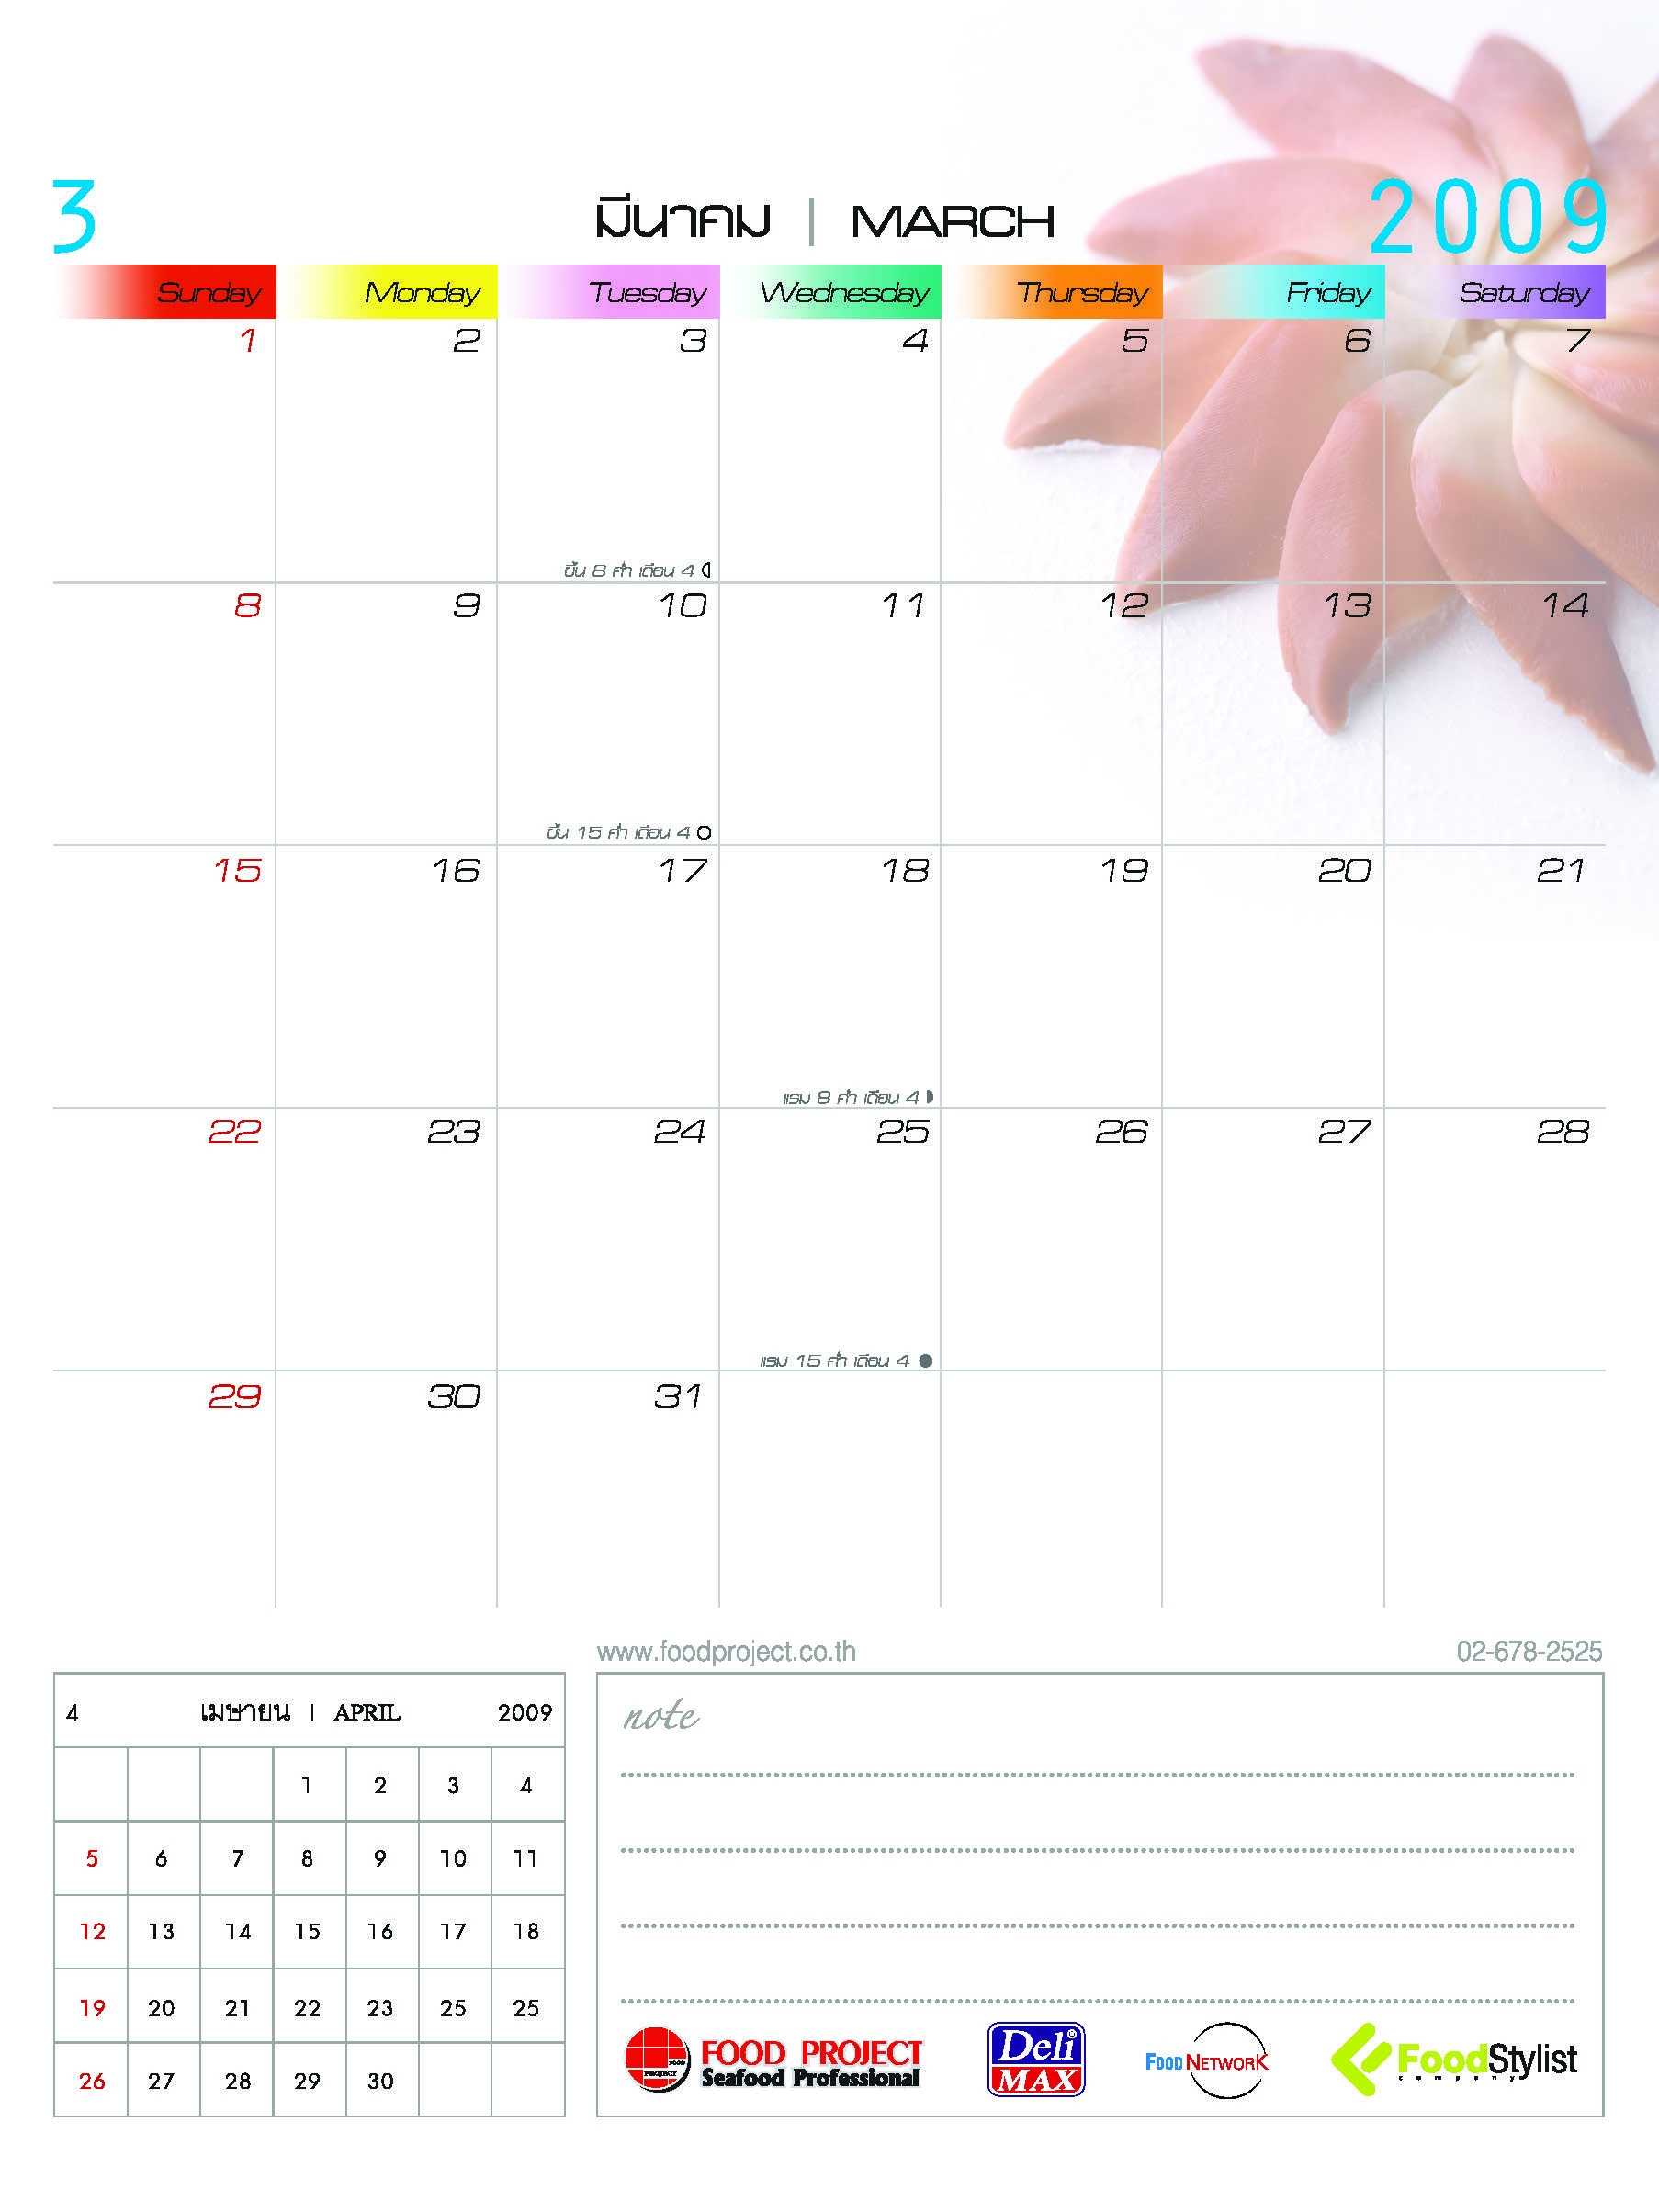 3 มีนาคม | MARCH 2009
Sunday Monday Tuesday Wednesday Thursday Friday Saturday
1 2 3 4 5 6 7
ขึ้น 8 ค่ำ เดือน 4
8 9 10 11 12 13 14
ขึ้น 15 ค่ำ เดือน 4
15 16 17 18 19 20 21
แรม 8 ค่ำ เดือน 4
22 23 24 25 26 27 28
แรม 15 ค่ำ เดือน 4
29 30 31
www.foodproject.co.th 02-678-2525
4 เมษายน | APRIL 2009
1 2 3 4
5 6 7 8 9 10 11
12 13 14 15 16 17 18
19 20 21 22 23 25 25
26 27 28 29 30
note
FOOD PROJECT
FOOD PROJECT
Seafood Professional
Deli®
MAX
FOOD NETWORK
FoodStylist
company